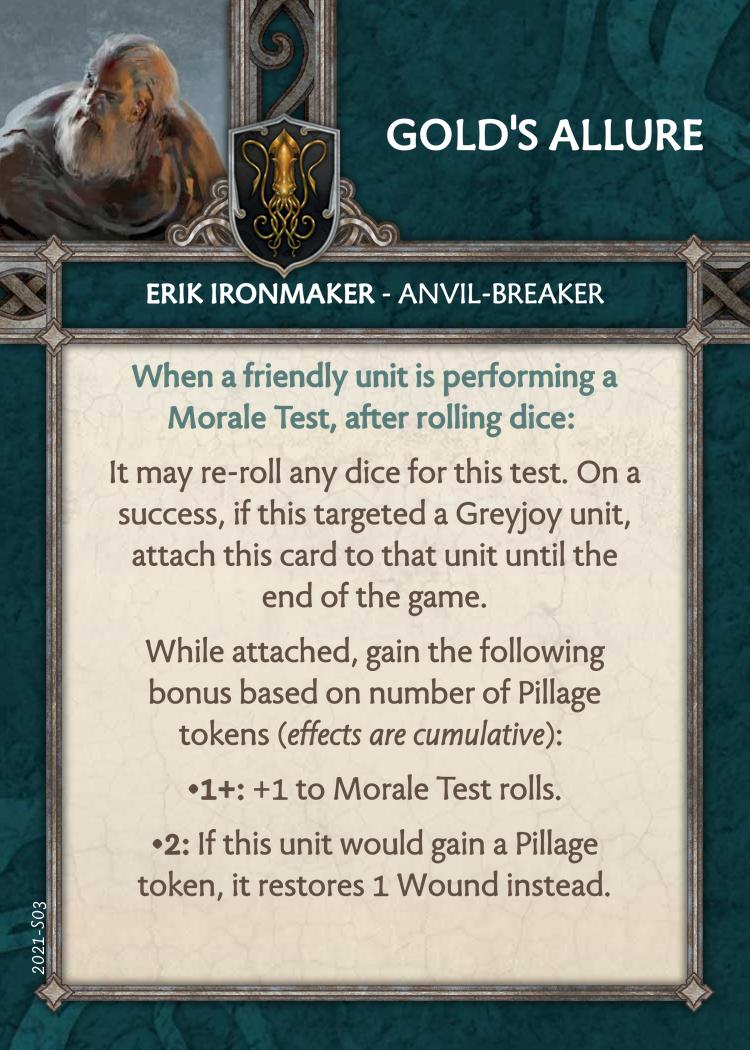 GOLD'S ALLURE
ERIK IRONMAKER - ANVIL-BREAKER
When a friendly unit is performing a
Morale Test, after rolling dice:
It may re-roll any dice for this test. On a
success, if this targeted a Greyjoy unit,
attach this card to that unit until the
end of the game.
While attached, gain the following
bonus based on number of Pillage
tokens (effects are cumulative):
•1+: +1 to Morale Test rolls.
•2: If this unit would gain a Pillage
token, it restores 1 Wound instead.
2021-S03